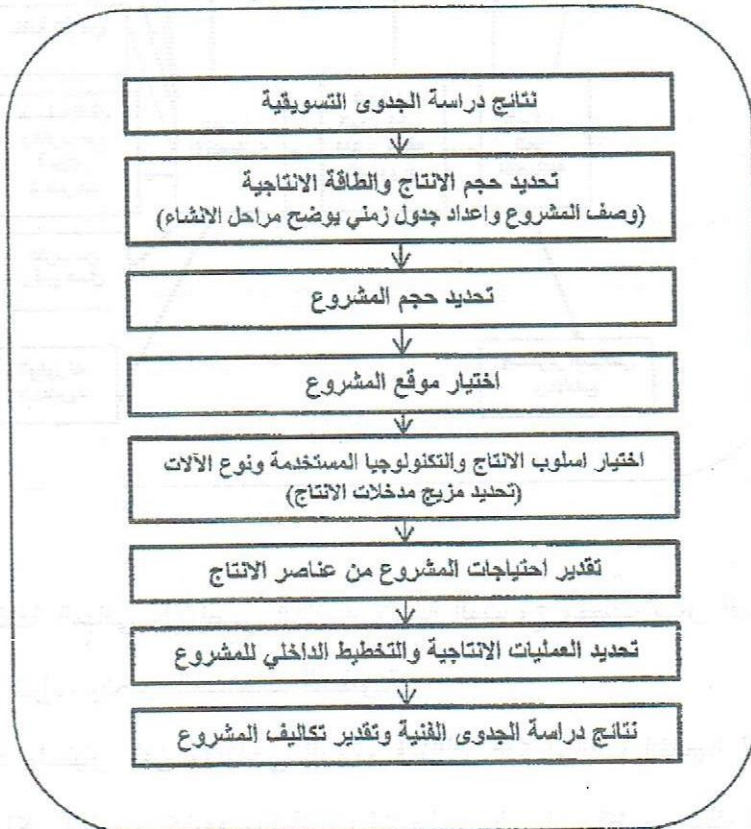 نتائج دراسة الجدوى التسويقية
تحديد حجم الانتاج والطاقة الانتاجية
(وصف المشروع واعداد جدول زمني يوضح مراحل الانشاء)
تحديد حجم المشروع
اختيار موقع المشروع
اختيار اسلوب الانتاج والتكنولوجيا المستخدمة ونوع الآلات
(تحديد مزيج مدخلات الانتاج)
تقدير احتياجات المشروع من عناصر الانتاج
تحديد العمليات الانتاجية والتخطيط الداخلي للمشروع
نتائج دراسة الجدوى الفنية وتقدير تكاليف المشروع